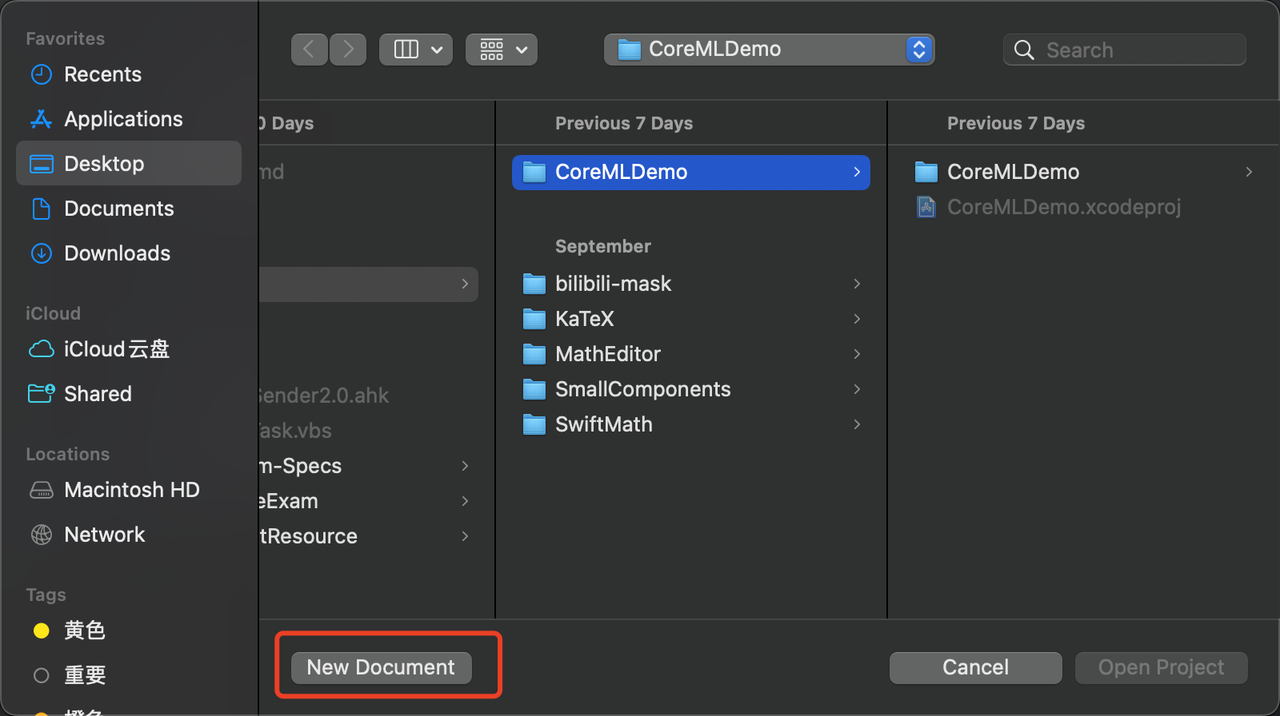 Favorites
Recents
Applications
Desktop
Documents
Downloads
iCloud
iCloud云盘
Shared
Locations
Macintosh HD
Network
Tags
黄色
重要
CoreMLDemo
Search
0 Days
md
Sender2.0.ahk
Task.vbs
m-Specs
eExam
tResource
Previous 7 Days
CoreMLDemo
September
bilibili-mask
KaTeX
MathEditor
SmallComponents
SwiftMath
Previous 7 Days
CoreMLDemo
CoreMLDemo.xcodeproj
New Document
Cancel
Open Project